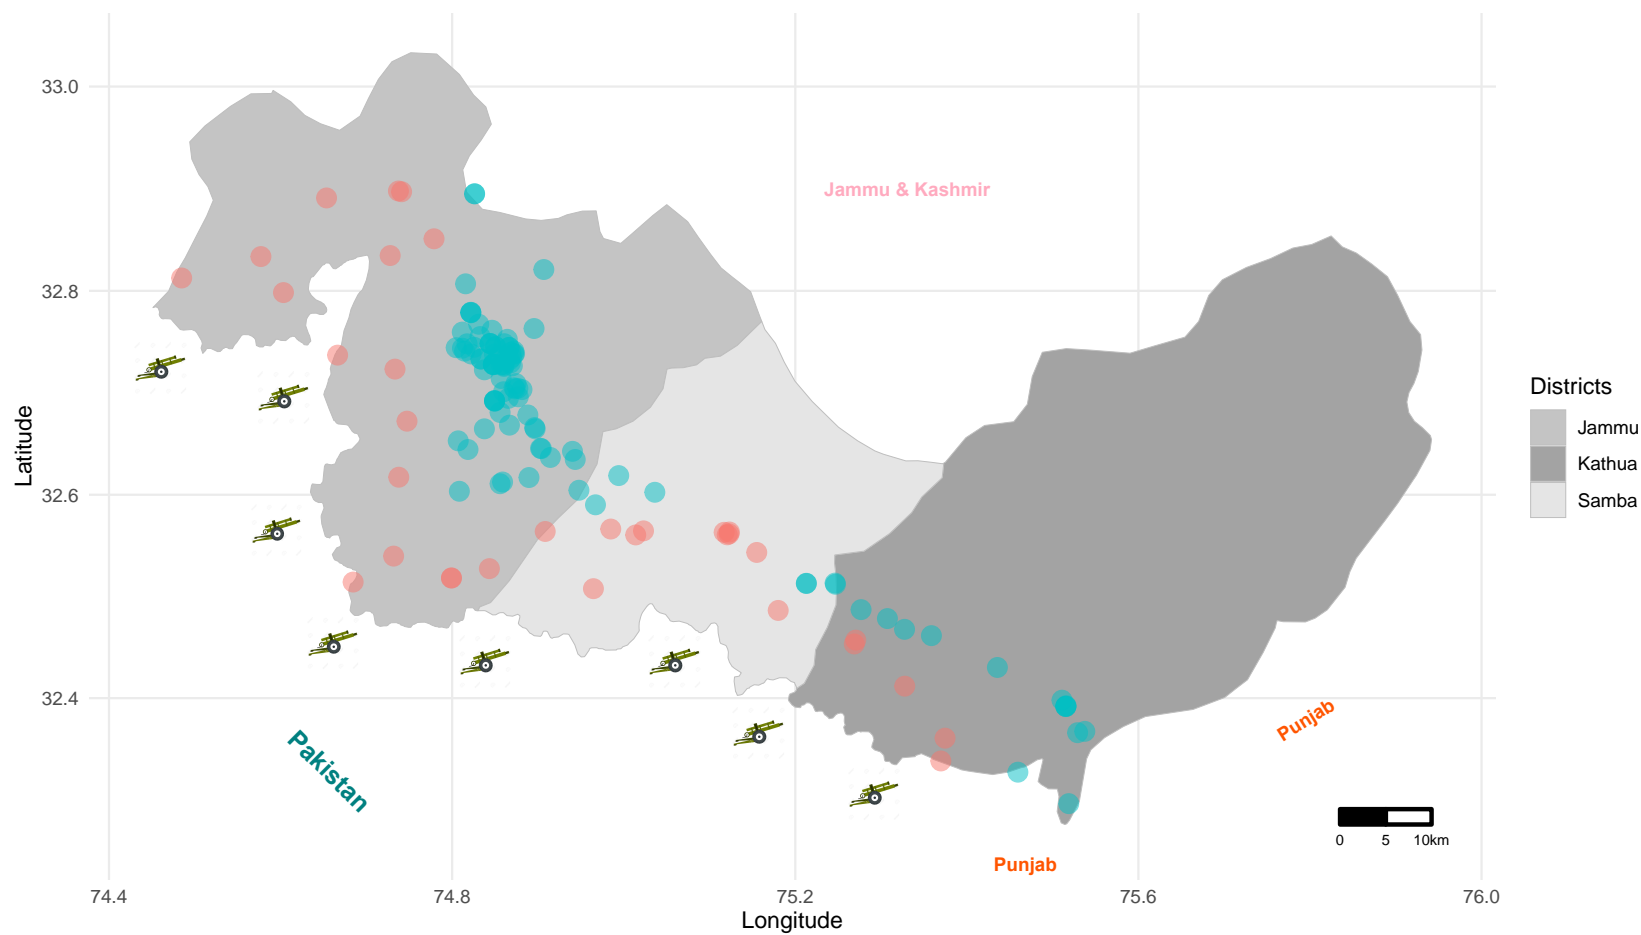 33.0
32.8
32.6
32.4
Latitude
74.4
74.8
75.2
75.6
76.0
Longitude
Jammu & Kashmir
Pakistan
Punjab
Punjab
0 5 10km
Districts
Jammu
Kathua
Samba